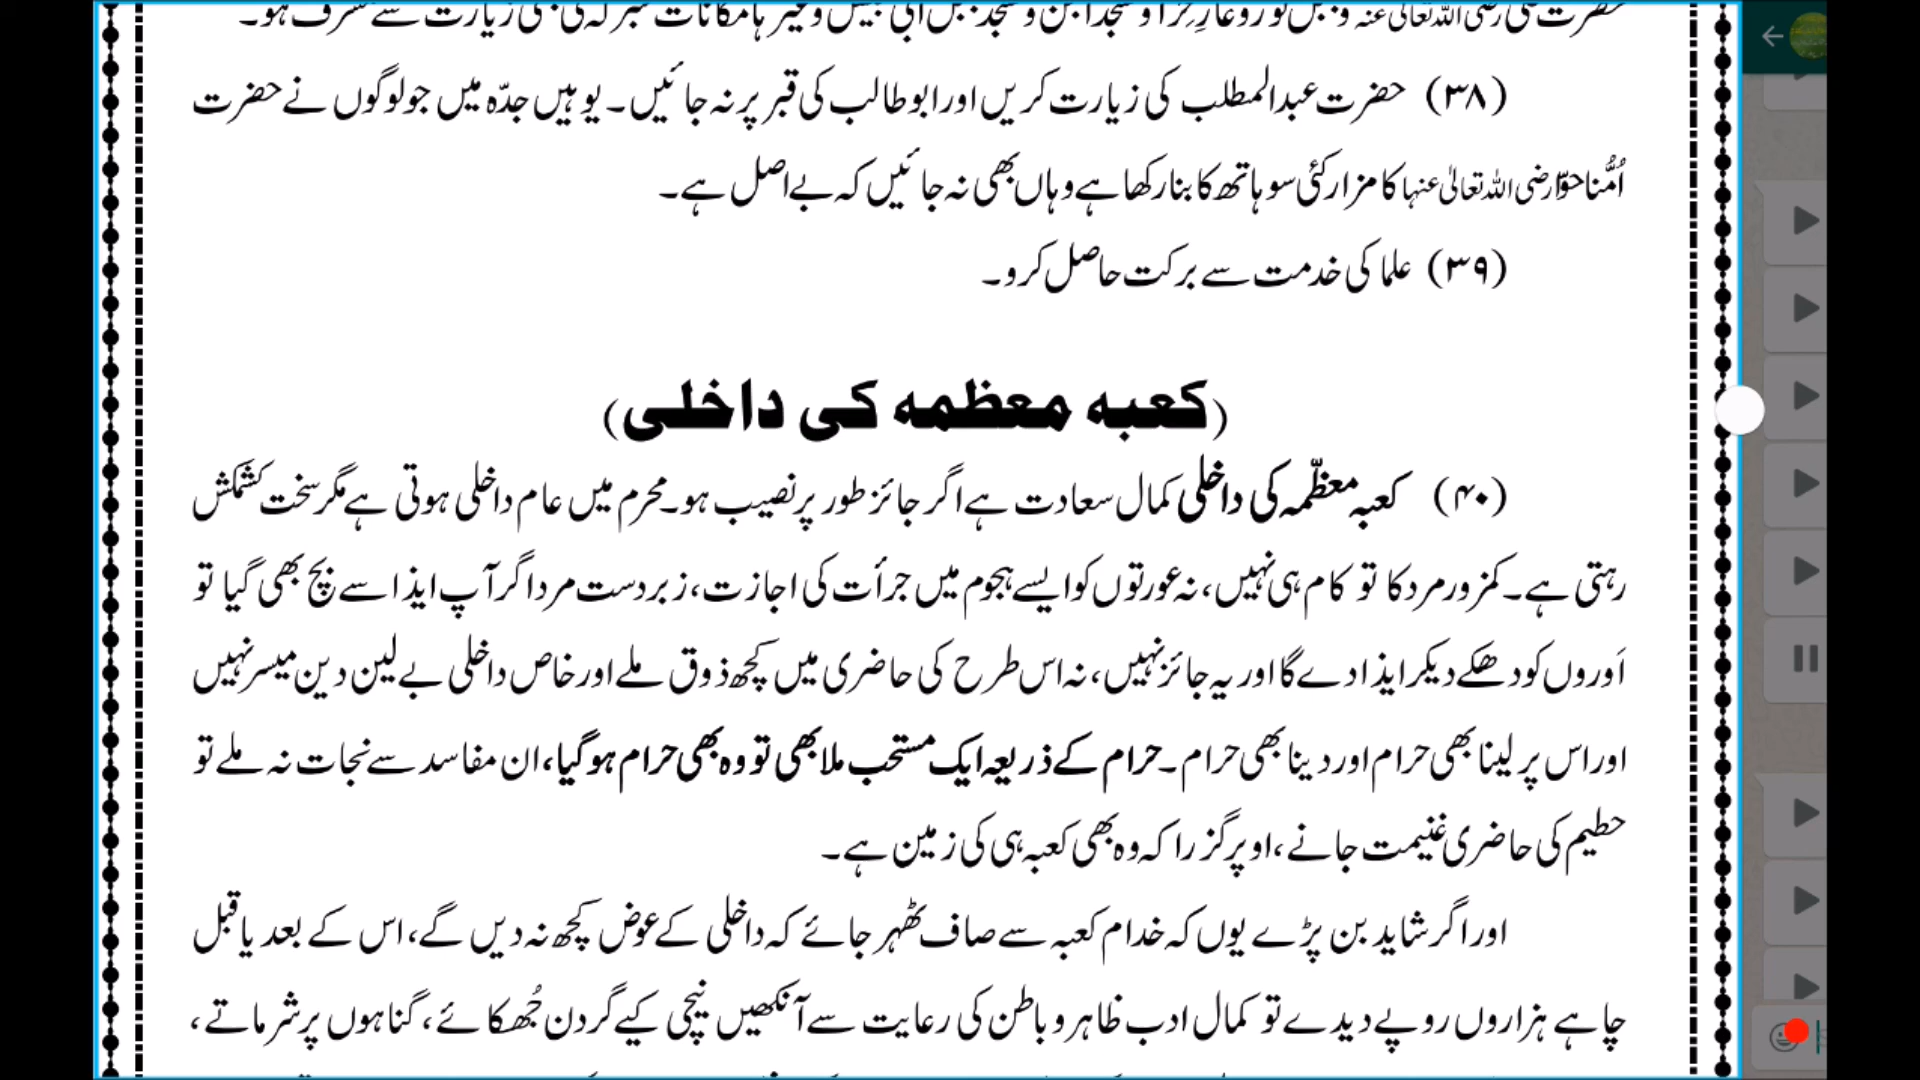 (۳۸) حضرت عبدالمطلب کی زیارت کریں اور ابو طالب کی قبر پر نہ جائیں۔ یوہیں جدّہ میں جو لوگوں نے حضرت
اُمُّنا حوّا رضی اللہ تعالیٰ عنہا کا مزار کئی سو ہاتھ کا بنا رکھا ہے وہاں بھی نہ جائیں کہ بے اصل ہے۔
(۳۹) علما کی خدمت سے برکت حاصل کرو۔
(کعبہ معظمہ کی داخلی)
(۴۰) کعبہ معظّمہ کی داخلی کمال سعادت ہے اگر جائز طور پر نصیب ہو۔ محرم میں عام داخلی ہوتی ہے مگر سخت کشمکش
رہتی ہے۔ کمزور مرد کا تو کام ہی نہیں، نہ عورتوں کو ایسے ہجوم میں جرأت کی اجازت، زبردست مرد اگر آپ ایذا سے بچ بھی گیا تو
اَوروں کو دھکے دیکر ایذا دے گا اور یہ جائز نہیں، نہ اس طرح کی حاضری میں کچھ ذوق ملے اور خاص داخلی بے لین دین میسر نہیں
اور اس پر لینا بھی حرام اور دینا بھی حرام۔ حرام کے ذریعہ ایک مستحب ملا بھی تو وہ بھی حرام ہوگیا، ان مفاسد سے نجات نہ ملے تو
حطیم کی حاضری غنیمت جانے، اوپر گزرا کہ وہ بھی کعبہ ہی کی زمین ہے۔
اور اگر شاید بن پڑے یوں کہ خدام کعبہ سے صاف ٹھہر جائے کہ داخلی کے عوض کچھ نہ دیں گے، اس کے بعد یا قبل
چاہے ہزاروں روپے دیدے تو کمال ادب ظاہر و باطن کی رعایت سے آنکھیں نیچی کیے گردن جُھکائے، گناہوں پر شرماتے،